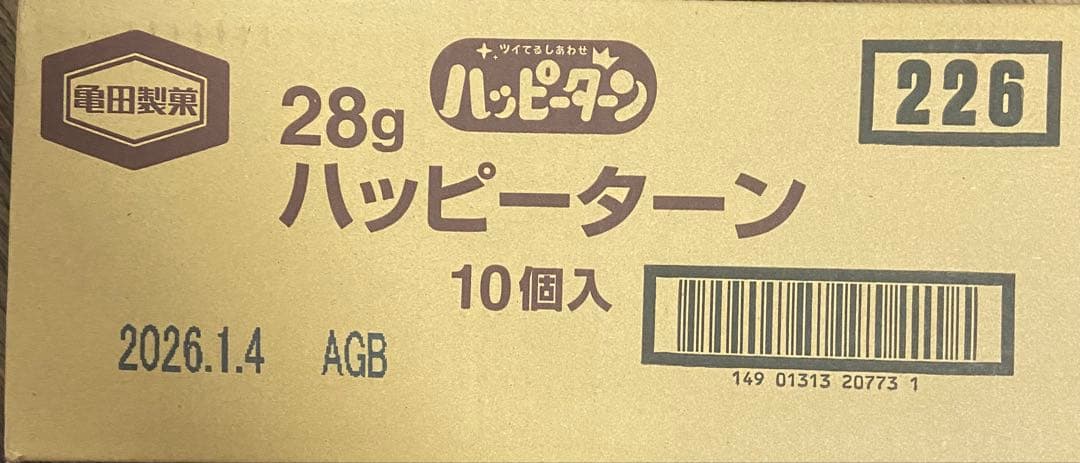 亀田製菓
ツイてるしあわせ
ハッピーターン
28g
ハッピーターン
10個入
226
2026.1.4 AGB
149 01313 20773 1